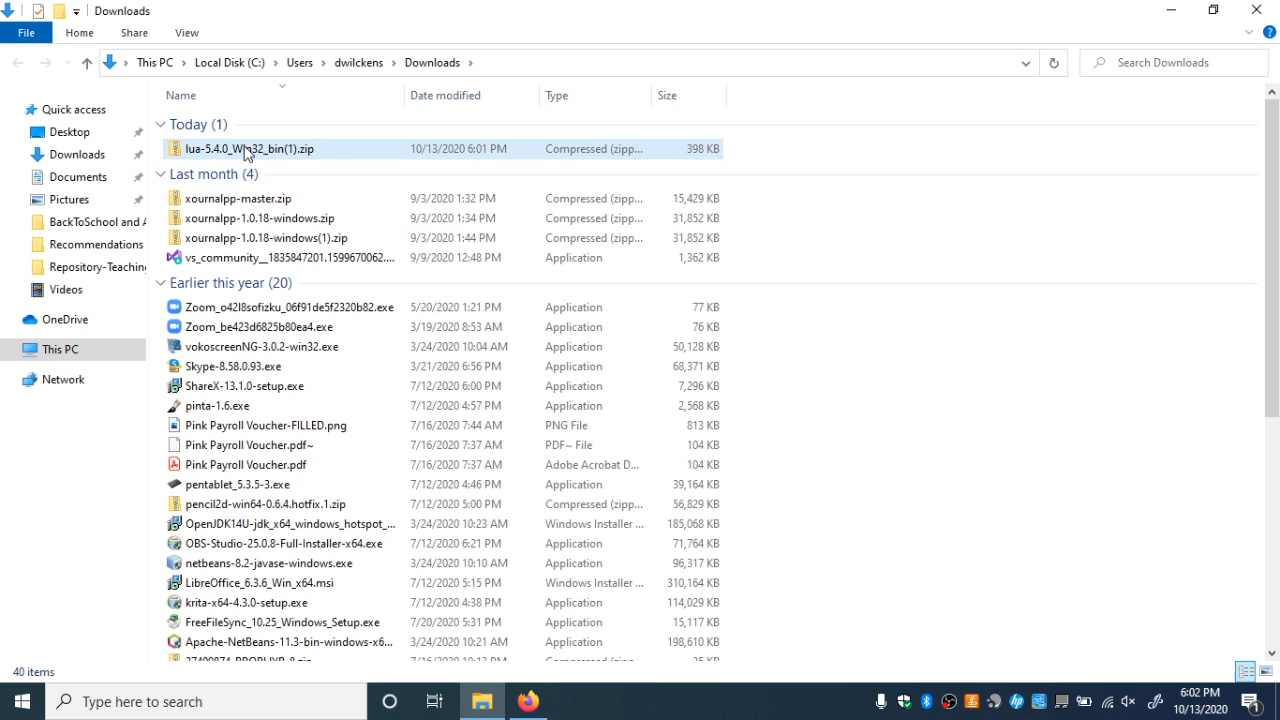 Downloads
File Home Share View
This PC Local Disk (C:) Users dwilckens Downloads
Search Downloads
Name Date modified Type Size
Quick access
Desktop
Downloads
Documents
Pictures
BackToSchool and A
Recommendations
Repository-Teaching
Videos
OneDrive
This PC
Network
Today (1)
lua-5.4.0_Win32_bin(1).zip 10/13/2020 6:01 PM Compressed (zipp... 398 KB
Last month (4)
xournalpp-master.zip 9/3/2020 1:32 PM Compressed (zipp... 15,429 KB
xournalpp-1.0.18-windows.zip 9/3/2020 1:34 PM Compressed (zipp... 31,852 KB
xournalpp-1.0.18-windows(1).zip 9/3/2020 1:44 PM Compressed (zipp... 31,852 KB
vs_community__1835847201.1599670062.... 9/9/2020 12:48 PM Application 1,362 KB
Earlier this year (20)
Zoom_o42l8sofizku_06f91de5f2320b82.exe 5/20/2020 1:21 PM Application 77 KB
Zoom_be423d6825b80ea4.exe 3/19/2020 8:53 AM Application 76 KB
vokoscreenNG-3.0.2-win32.exe 3/24/2020 10:04 AM Application 50,128 KB
Skype-8.58.0.93.exe 3/21/2020 6:56 PM Application 68,371 KB
ShareX-13.1.0-setup.exe 7/12/2020 6:00 PM Application 7,296 KB
pinta-1.6.exe 7/12/2020 4:57 PM Application 2,568 KB
Pink Payroll Voucher-FILLED.png 7/16/2020 7:44 AM PNG File 813 KB
Pink Payroll Voucher.pdf~ 7/16/2020 7:37 AM PDF~ File 104 KB
Pink Payroll Voucher.pdf 7/16/2020 7:37 AM Adobe Acrobat D... 104 KB
pentablet_5.3.5-3.exe 7/12/2020 4:46 PM Application 39,164 KB
pencil2d-win64-0.6.4.hotfix.1.zip 7/12/2020 5:00 PM Compressed (zipp... 56,829 KB
OpenJDK14U-jdk_x64_windows_hotspot_... 3/24/2020 10:23 AM Windows Installer ... 185,068 KB
OBS-Studio-25.0.8-Full-Installer-x64.exe 7/12/2020 6:21 PM Application 71,764 KB
netbeans-8.2-javase-windows.exe 3/24/2020 10:10 AM Application 96,317 KB
LibreOffice_6.3.6_Win_x64.msi 7/12/2020 5:15 PM Windows Installer ... 310,164 KB
krita-x64-4.3.0-setup.exe 7/12/2020 4:38 PM Application 114,029 KB
FreeFileSync_10.25_Windows_Setup.exe 7/20/2020 5:31 PM Application 15,117 KB
Apache-NetBeans-11.3-bin-windows-x6... 3/24/2020 10:21 AM Application 198,610 KB
40 items
Type here to search
6:02 PM
10/13/2020